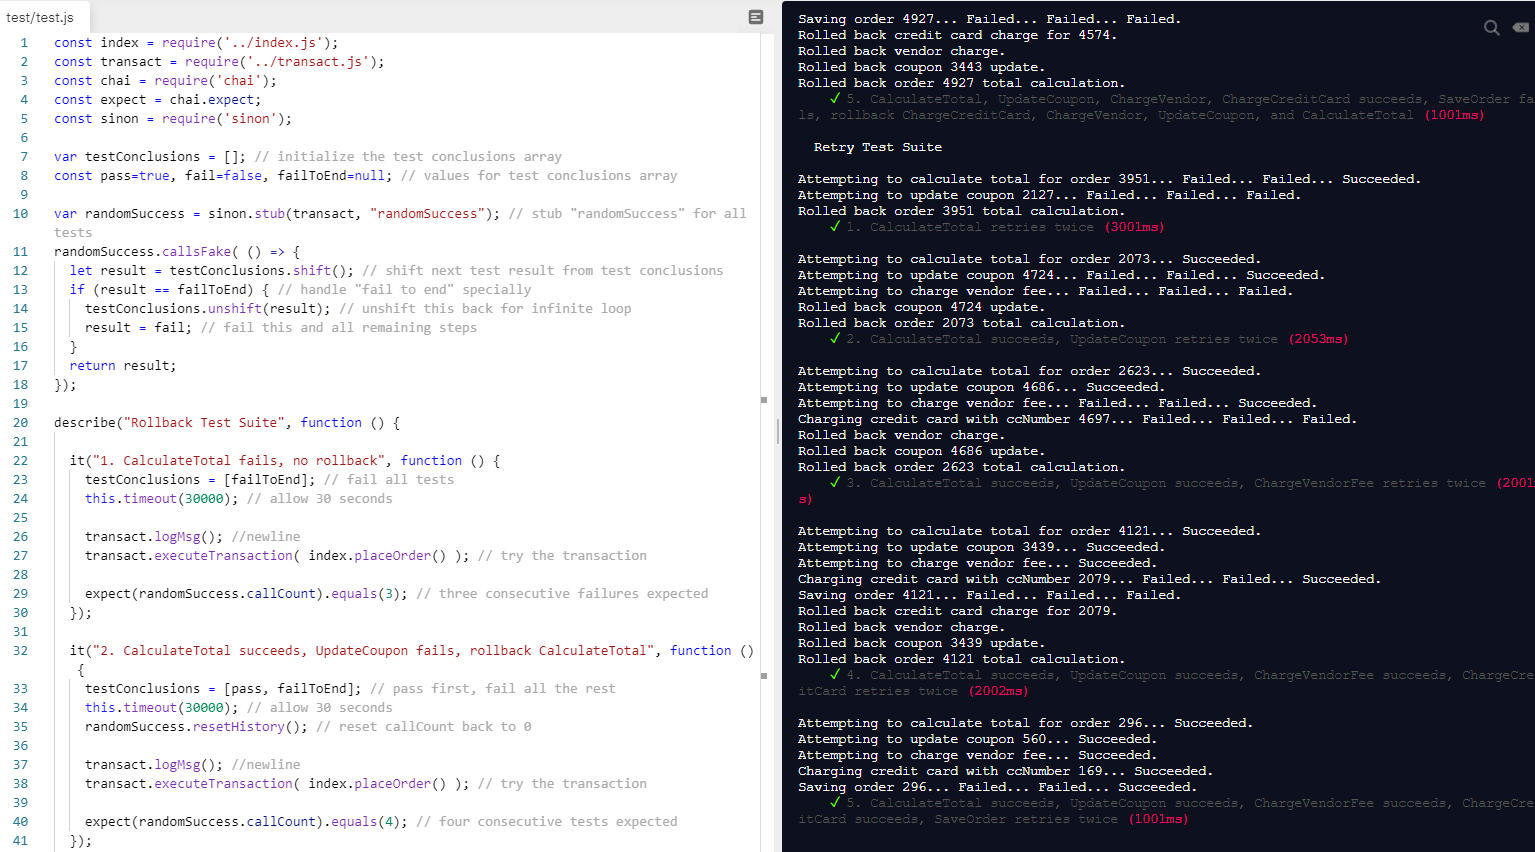 test/test.js
1 const index = require('../index.js');
2 const transact = require('../transact.js');
3 const chai = require('chai');
4 const expect = chai.expect;
5 const sinon = require('sinon');
6
7 var testConclusions = []; // initialize the test conclusions array
8 const pass=true, fail=false, failToEnd=null; // values for test conclusions array
9
10 var randomSuccess = sinon.stub(transact, "randomSuccess"); // stub "randomSuccess" for all
tests
11 randomSuccess.callsFake( () => {
12 let result = testConclusions.shift(); // shift next test result from test conclusions
13 if (result == failToEnd) { // handle "fail to end" specially
14 testConclusions.unshift(result); // unshift this back for infinite loop
15 result = fail; // fail this and all remaining steps
16 }
17 return result;
18 });
19
20 describe("Rollback Test Suite", function () {
21
22 it("1. CalculateTotal fails, no rollback", function () {
23 testConclusions = [failToEnd]; // fail all tests
24 this.timeout(30000); // allow 30 seconds
25
26 transact.logMsg(); //newline
27 transact.executeTransaction( index.placeOrder() ); // try the transaction
28
29 expect(randomSuccess.callCount).equals(3); // three consecutive failures expected
30 });
31
32 it("2. CalculateTotal succeeds, UpdateCoupon fails, rollback CalculateTotal", function ()
{
33 testConclusions = [pass, failToEnd]; // pass first, fail all the rest
34 this.timeout(30000); // allow 30 seconds
35 randomSuccess.resetHistory(); // reset callCount back to 0
36
37 transact.logMsg(); //newline
38 transact.executeTransaction( index.placeOrder() ); // try the transaction
39
40 expect(randomSuccess.callCount).equals(4); // four consecutive tests expected
41 });
Saving order 4927... Failed... Failed... Failed.
Rolled back credit card charge for 4574.
Rolled back vendor charge.
Rolled back coupon 3443 update.
Rolled back order 4927 total calculation.
✓ 5. CalculateTotal, UpdateCoupon, ChargeVendor, ChargeCreditCard succeeds, SaveOrder fa
ls, rollback ChargeCreditCard, ChargeVendor, UpdateCoupon, and CalculateTotal (1001ms)
Retry Test Suite
Attempting to calculate total for order 3951... Failed... Failed... Succeeded.
Attempting to update coupon 2127... Failed... Failed... Failed.
Rolled back order 3951 total calculation.
✓ 1. CalculateTotal retries twice (3001ms)
Attempting to calculate total for order 2073... Succeeded.
Attempting to update coupon 4724... Failed... Failed... Succeeded.
Attempting to charge vendor fee... Failed... Failed... Failed.
Rolled back coupon 4724 update.
Rolled back order 2073 total calculation.
✓ 2. CalculateTotal succeeds, UpdateCoupon retries twice (2053ms)
Attempting to calculate total for order 2623... Succeeded.
Attempting to update coupon 4686... Succeeded.
Attempting to charge vendor fee... Failed... Failed... Succeeded.
Charging credit card with ccNumber 4697... Failed... Failed... Failed.
Rolled back vendor charge.
Rolled back coupon 4686 update.
Rolled back order 2623 total calculation.
✓ 3. CalculateTotal succeeds, UpdateCoupon succeeds, ChargeVendorFee retries twice (2001
s)
Attempting to calculate total for order 4121... Succeeded.
Attempting to update coupon 3439... Succeeded.
Attempting to charge vendor fee... Succeeded.
Charging credit card with ccNumber 2079... Failed... Failed... Succeeded.
Saving order 4121... Failed... Failed... Failed.
Rolled back credit card charge for 2079.
Rolled back vendor charge.
Rolled back coupon 3439 update.
Rolled back order 4121 total calculation.
✓ 4. CalculateTotal succeeds, UpdateCoupon succeeds, ChargeVendorFee succeeds, ChargeCre
itCard retries twice (2002ms)
Attempting to calculate total for order 296... Succeeded.
Attempting to update coupon 560... Succeeded.
Attempting to charge vendor fee... Succeeded.
Charging credit card with ccNumber 169... Succeeded.
Saving order 296... Failed... Failed... Succeeded.
✓ 5. CalculateTotal succeeds, UpdateCoupon succeeds, ChargeVendorFee succeeds, ChargeCre
itCard succeeds, SaveOrder retries twice (1001ms)